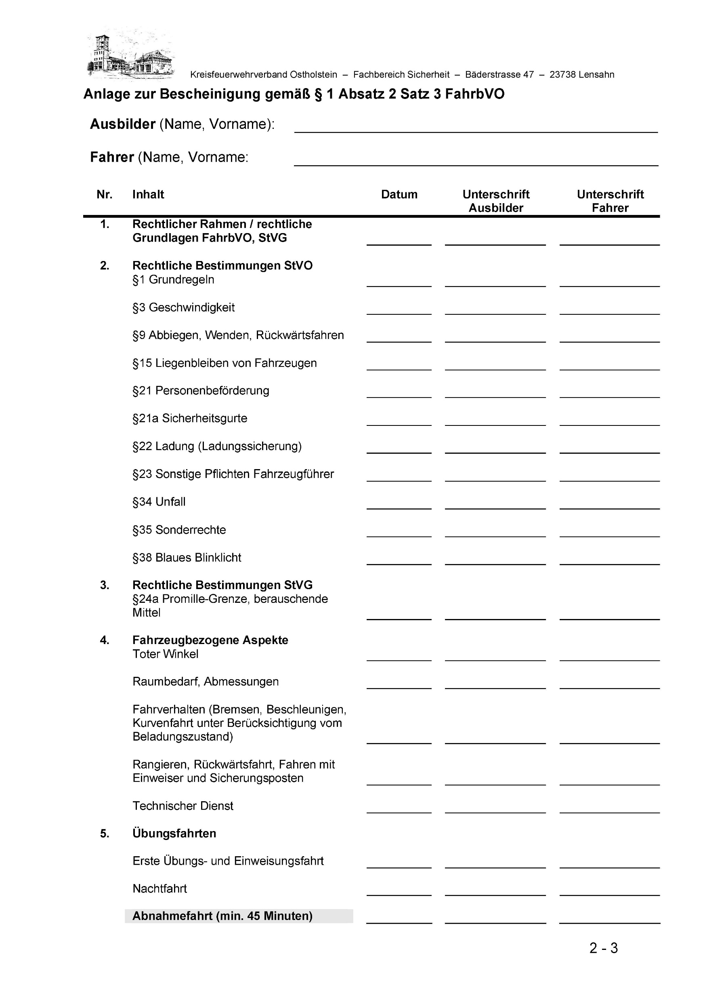 Kreisfeuerwehrverband Ostholstein – Fachbereich Sicherheit – Bäderstrasse 47 – 23738 Lensahn
Anlage zur Bescheinigung gemäß § 1 Absatz 2 Satz 3 FahrbVO
Ausbilder (Name, Vorname):
Fahrer (Name, Vorname:
Nr. Inhalt Datum Unterschrift Unterschrift
Ausbilder Fahrer
1. Rechtlicher Rahmen / rechtliche
Grundlagen FahrbVO, StVG
2. Rechtliche Bestimmungen StVO
§1 Grundregeln
§3 Geschwindigkeit
§9 Abbiegen, Wenden, Rückwärtsfahren
§15 Liegenbleiben von Fahrzeugen
§21 Personenbeförderung
§21a Sicherheitsgurte
§22 Ladung (Ladungssicherung)
§23 Sonstige Pflichten Fahrzeugführer
§34 Unfall
§35 Sonderrechte
§38 Blaues Blinklicht
3. Rechtliche Bestimmungen StVG
§24a Promille-Grenze, berauschende
Mittel
4. Fahrzeugbezogene Aspekte
Toter Winkel
Raumbedarf, Abmessungen
Fahrverhalten (Bremsen, Beschleunigen,
Kurvenfahrt unter Berücksichtigung vom
Beladungszustand)
Rangieren, Rückwärtsfahrt, Fahren mit
Einweiser und Sicherungsposten
Technischer Dienst
5. Übungsfahrten
Erste Übungs- und Einweisungsfahrt
Nachtfahrt
Abnahmefahrt (min. 45 Minuten)
2 - 3